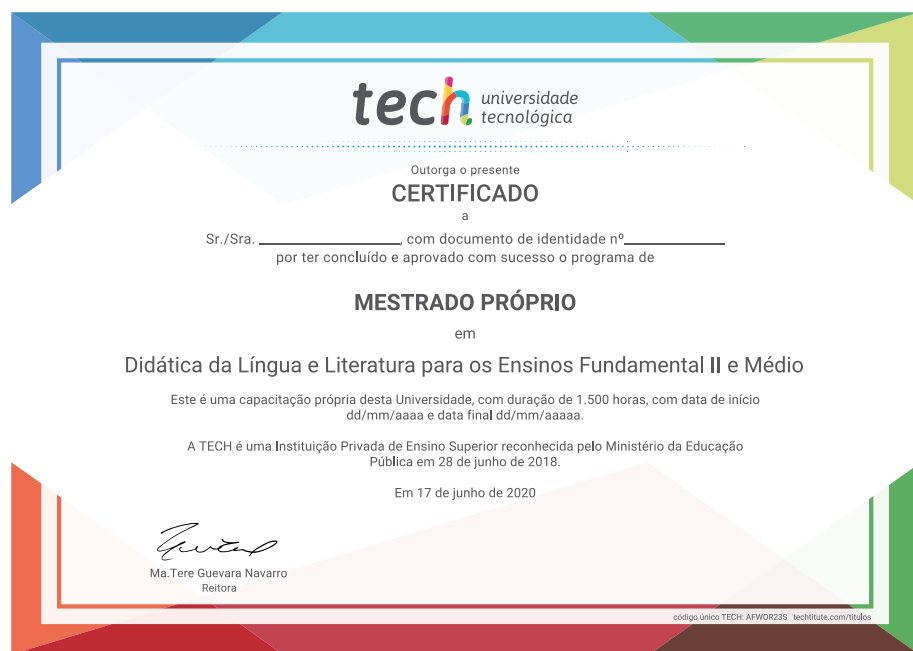 tech universidade
tecnológica
Outorga o presente
CERTIFICADO
a
Sr./Sra. ____________________, com documento de identidade nº______________
por ter concluído e aprovado com sucesso o programa de
MESTRADO PRÓPRIO
em
Didática da Língua e Literatura para os Ensinos Fundamental II e Médio
Este é uma capacitação própria desta Universidade, com duração de 1.500 horas, com data de início
dd/mm/aaaa e data final dd/mm/aaaaa.
A TECH é uma Instituição Privada de Ensino Superior reconhecida pelo Ministério da Educação
Pública em 28 de junho de 2018.
Em 17 de junho de 2020
Ma.Tere Guevara Navarro
Reitora
código único TECH: AFWOR23S techtitute.com/titulos